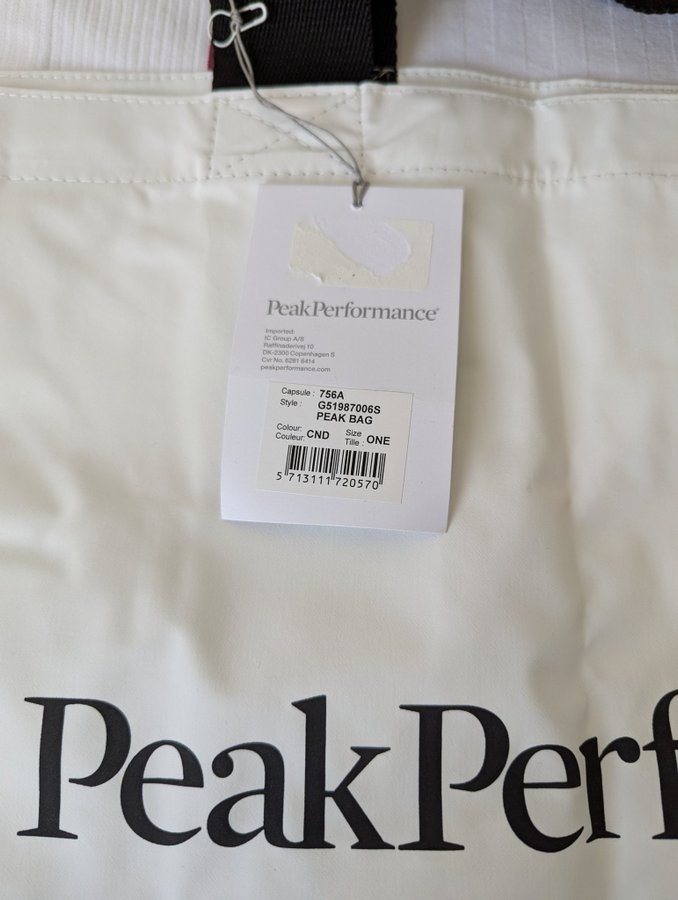 PeakPerformance®
Imported:
IC Group A/S
Raffinaderivej 10
DK-2300 Copenhagen S
Cvr No. 6281 6414
peakperformance.com
Capsule : 756A
Style : G51987006S
PEAK BAG
Colour:
Couleur: CND Size
Tille : ONE
5 713111 720570
PeakPerf